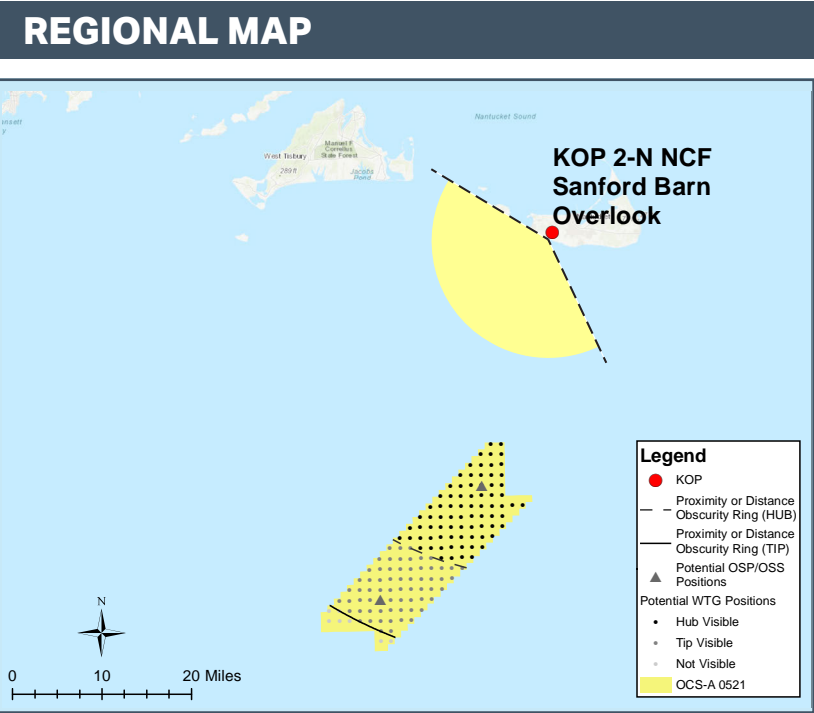 REGIONAL MAP
nsett
y
Nantucket Sound
West Tisbury
289 ft
Manuel F
Correllus
State Forest
Jacobs
Pond
KOP 2-N NCF
Sanford Barn
Overlook
Legend
KOP
Proximity or Distance
Obscurity Ring (HUB)
Proximity or Distance
Obscurity Ring (TIP)
Potential OSP/OSS
Positions
Potential WTG Positions
Hub Visible
Tip Visible
Not Visible
OCS-A 0521
N
0 10 20 Miles